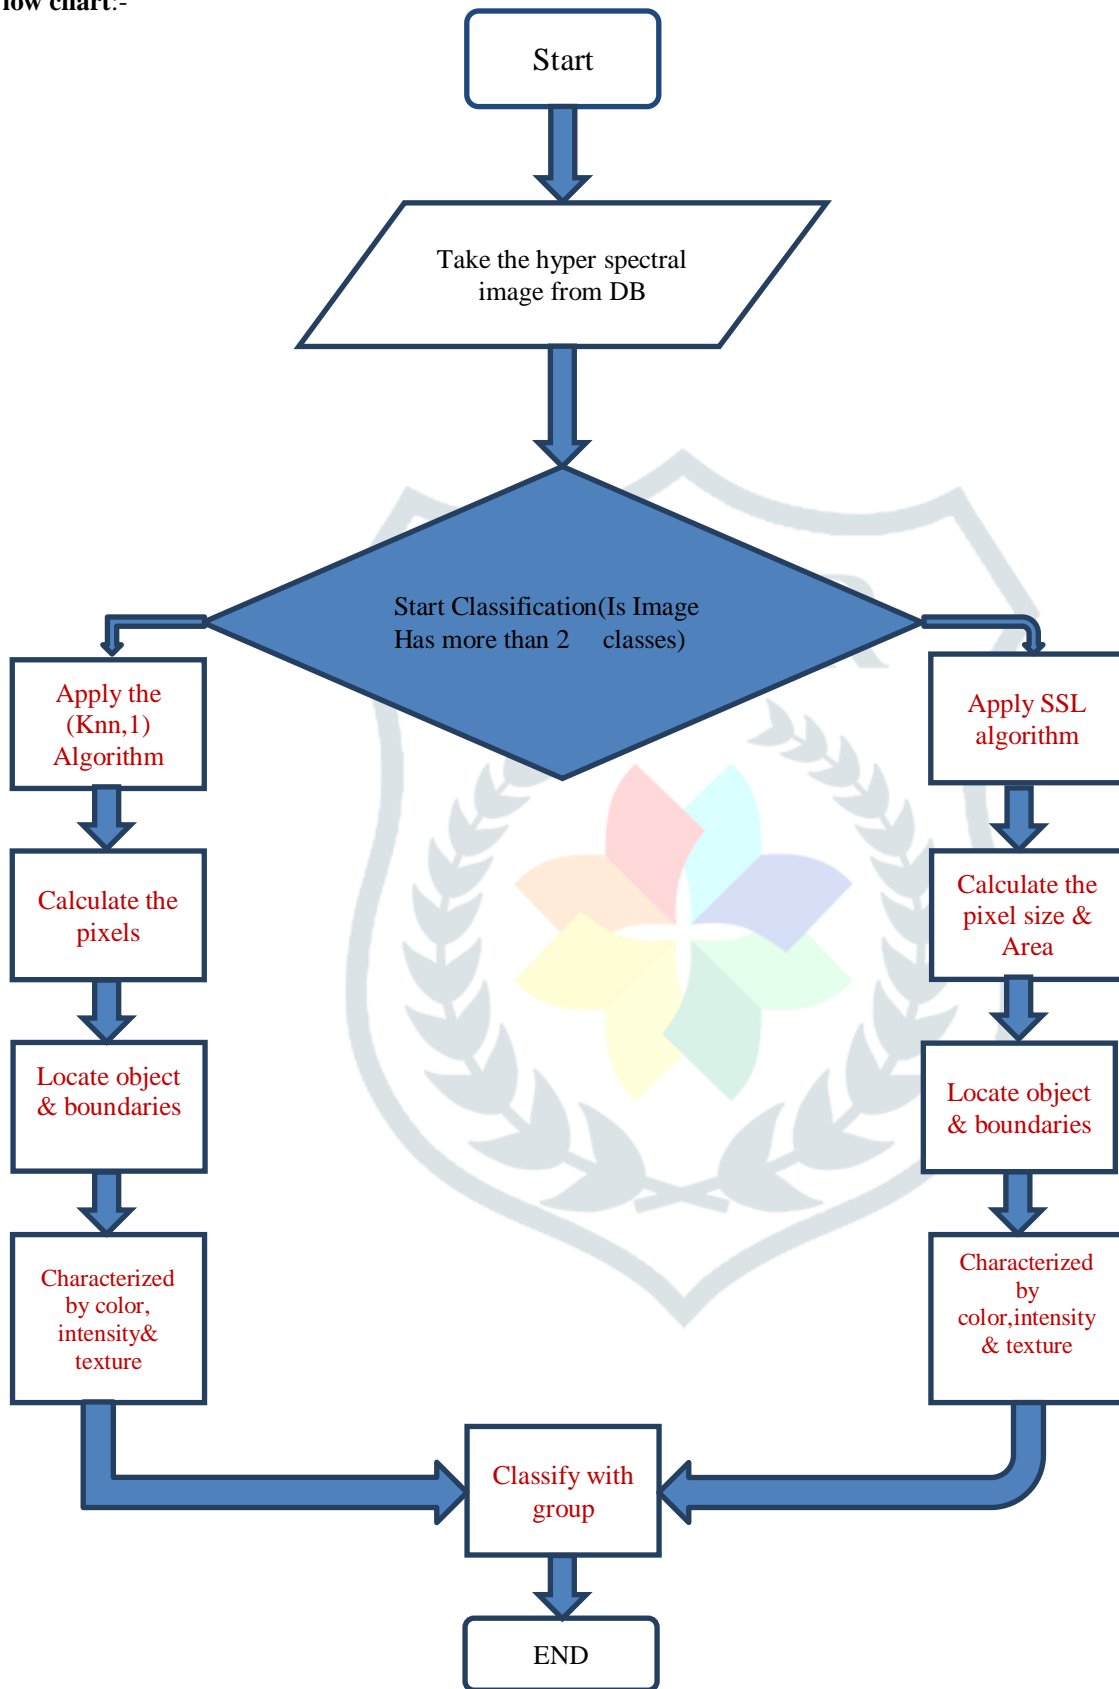 low chart:-
Start
Take the hyper spectral
image from DB
Start Classification(Is Image
Has more than 2 classes)
Apply the
(Knn,1)
Algorithm
Calculate the
pixels
Locate object
& boundaries
Characterized
by color,
intensity&
texture
Apply SSL
algorithm
Calculate the
pixel size &
Area
Locate object
& boundaries
Characterized
by
color,intensity
& texture
Classify with
group
END